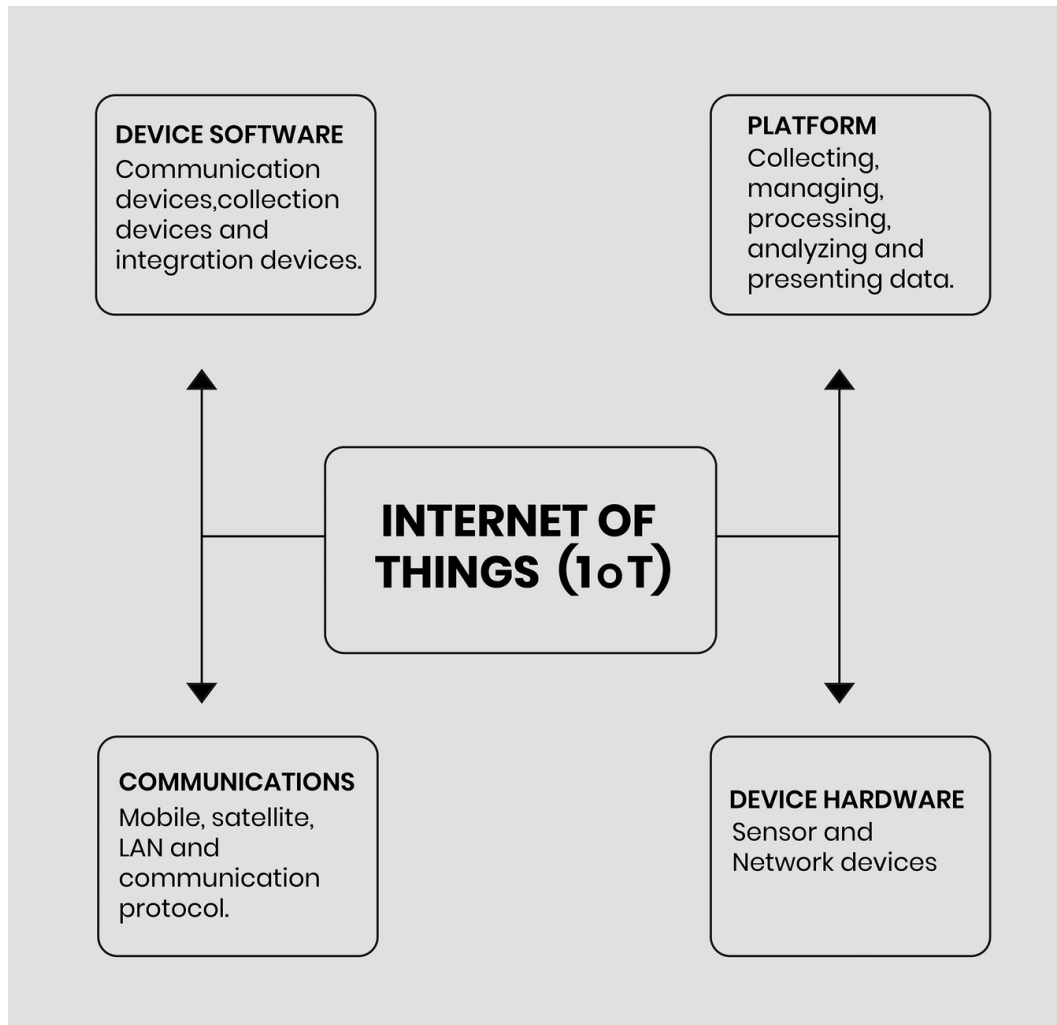 DEVICE SOFTWARE
Communication
devices,collection
devices and
integration devices.
PLATFORM
Collecting,
managing,
processing,
analyzing and
presenting data.
INTERNET OF
THINGS (1oT)
COMMUNICATIONS
Mobile, satellite,
LAN and
communication
protocol.
DEVICE HARDWARE
Sensor and
Network devices